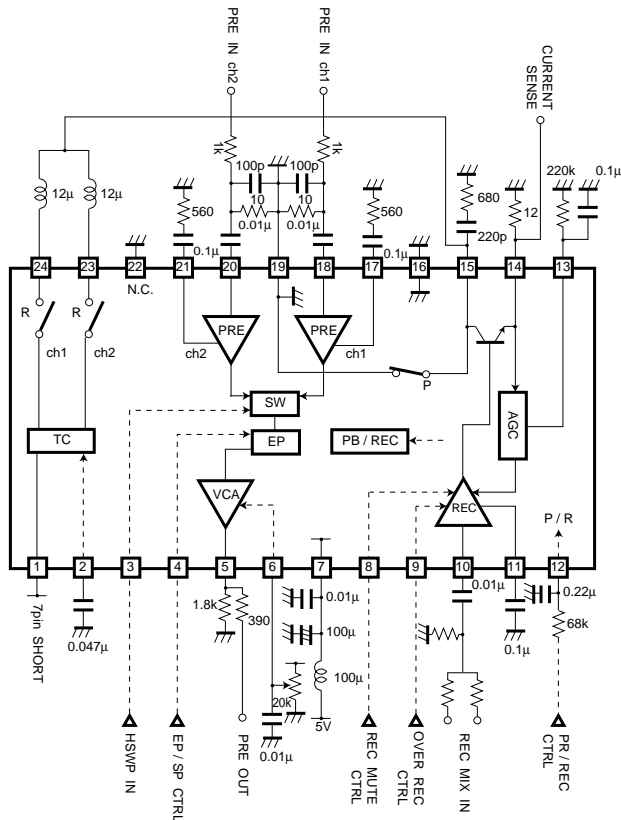 PRE IN ch2
PRE IN ch1
CURRENT
SENSE
1k
1k
100p
100p
12μ
12μ
560
10
10
560
680
12
220k
0.1μ
0.01μ
0.01μ
0.1μ
0.1μ
220p
24
23
22
21
20
19
18
17
16
15
14
13
N.C.
R
R
ch1
ch2
PRE
PRE
ch2
ch1
P
SW
EP
PB / REC
AGC
TC
VCA
REC
P / R
1
2
3
4
5
6
7
8
9
10
11
12
7pin SHORT
0.047μ
1.8k
390
0.01μ
100μ
100μ
20k
0.01μ
5V
0.01μ
0.1μ
0.22μ
68k
HSWP IN
EP / SP CTRL
PRE OUT
REC MUTE
CTRL
OVER REC
CTRL
REC MIX IN
PR / REC
CTRL